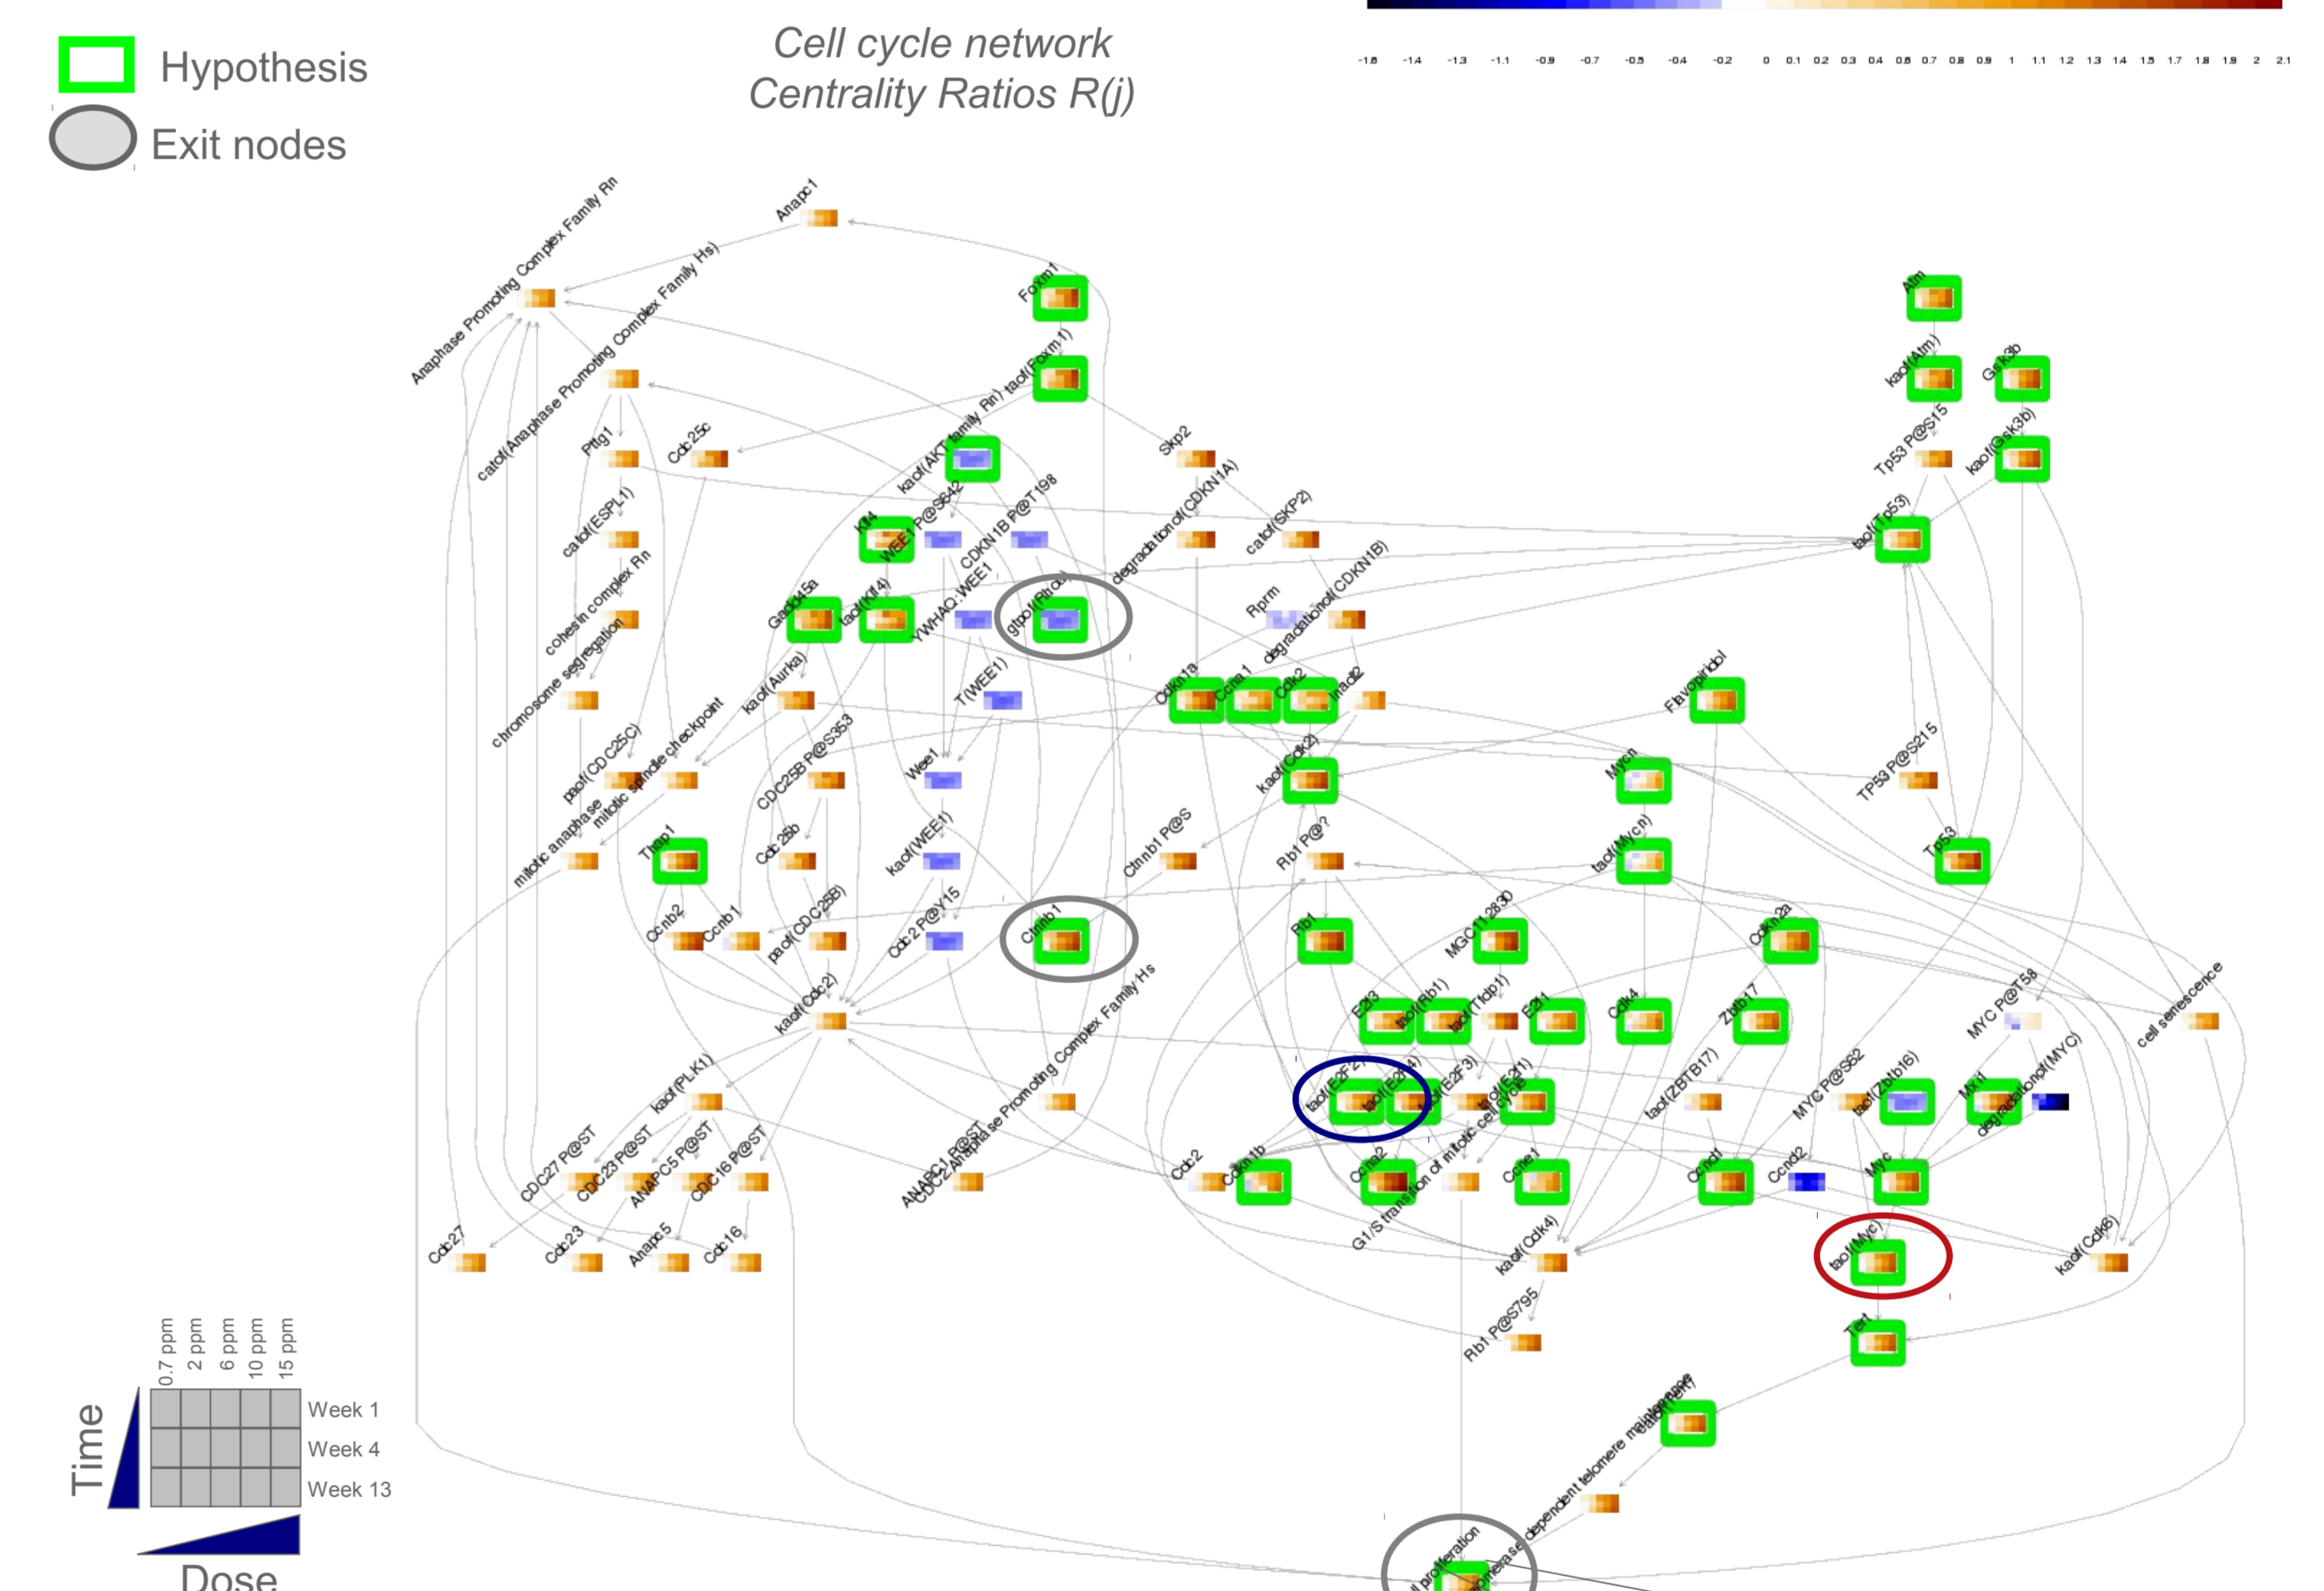 Cell cycle network
Centrality Ratios R(j)
-1.6 -1.4 -1.3 -1.1 -0.9 -0.7 -0.5 -0.4 -0.2 0 0.1 0.2 0.3 0.4 0.6 0.7 0.8 0.9 1 1.1 1.2 1.3 1.4 1.5 1.7 1.8 1.9 2 2.1
Hypothesis
Exit nodes
Anapc1
Anaphase Promoting Complex Family Rn
Foxm1
Atm
catof(Anaphase Promoting Complex Family Hs)
taof(Foxm1)
kaof(Atm)
Gsk3b
Pttg1
Cdc25c
kaof(AKT family Rn)
Skp2
Tp53 P@S15
kaof(Gsk3b)
catof(ESPL1)
Klf4
WEE1 P@S642
CDKN1B P@T198
degradationof(CDKN1A)
catof(SKP2)
taof(Tp53)
cohesin complex Rn
Gadd45a
taof(Klf4)
YWHAQ:WEE1
Rprm
degradationof(CDKN1B)
chromosome segregation
kaof(Aurka)
T(WEE1)
Cdkn1a
Ccna1
Cdk2
Flavopiridol
paof(CDC25C)
mitotic spindle checkpoint
CDC25B P@S353
Wee1
kaof(Cdk2)
Mycn
TP53 P@S215
mitotic anaphase
Thap1
Cdc25b
kaof(WEE1)
Ctnnb1 P@S
Rb1 P@?
taof(Mycn)
Tp53
Ccnb2
Ccnb1
paof(CDC25B)
Cdc2 P@Y15
Ctnnb1
Rb1
Cdkn2a
kaof(Cdc2)
E2f3
taof(Rb1)
taof(Tfdp1)
E2f1
Cdk4
Zbtb17
MYC P@T58
cell senescence
kaof(PLK1)
taof(E2F2)
taof(E2F3)
taof(E2f1)
taof(ZBTB17)
MYC P@S62
taof(Zbtb16)
Mxi1
degradationof(MYC)
CDC27 P@ST
CDC23 P@ST
ANAPC5 P@ST
CDC16 P@ST
ANAPC1 P@ST
Cdc2
Cdkn1b
Ccna2
G1/S transition of mitotic cell cycle
Ccne1
Ccnd1
Ccnd2
Myc
Cdc27
Cdc23
Anapc5
Cdc16
kaof(Cdk4)
taof(Myc)
kaof(Cdk6)
Rb1 P@S795
Tert
0.7 ppm
2 ppm
6 ppm
10 ppm
15 ppm
Time
Week 1
Week 4
Week 13
Dose